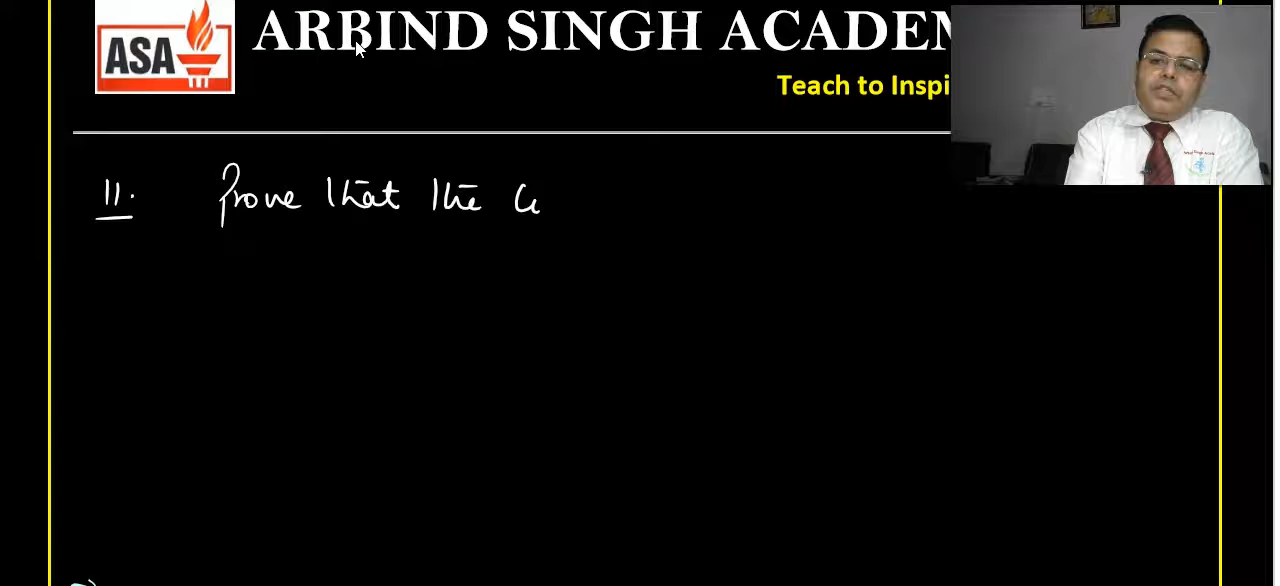 ARBIND SINGH ACADEM
ASA
Teach to Inspi
11. Prove that the G